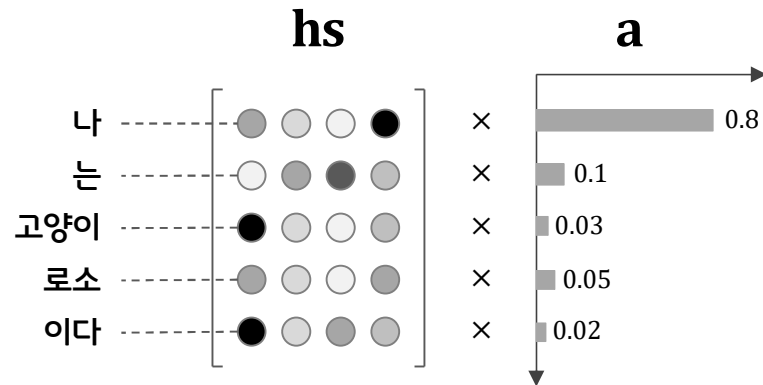 hs a
나 × 0.8
는 × 0.1
고양이 × 0.03
로소 × 0.05
이다 × 0.02